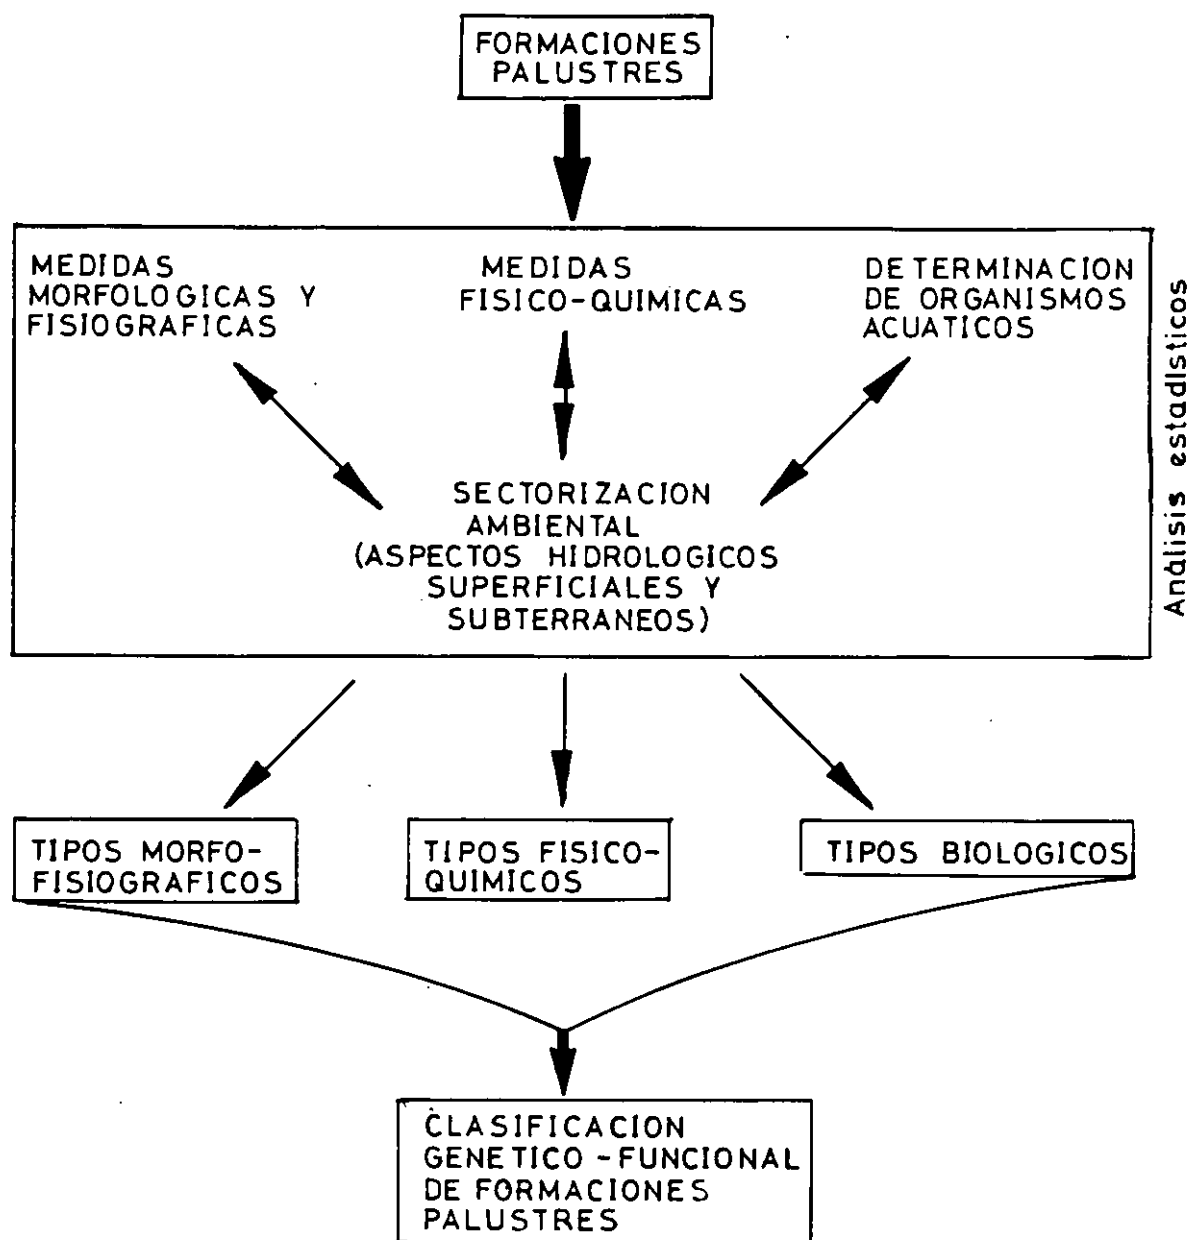 FORMACIONES
PALUSTRES
MEDIDAS
MORFOLOGICAS Y
FISIOGRAFICAS
MEDIDAS
FISICO-QUIMICAS
DETERMINACION
DE ORGANISMOS
ACUATICOS
SECTORIZACION
AMBIENTAL
(ASPECTOS HIDROLOGICOS
SUPERFICIALES Y
SUBTERRANEOS)
Análisis estadísticos
TIPOS MORFO-
FISIOGRAFICOS
TIPOS FISICO-
QUIMICOS
TIPOS BIOLOGICOS
CLASIFICACION
GENETICO-FUNCIONAL
DE FORMACIONES
PALUSTRES